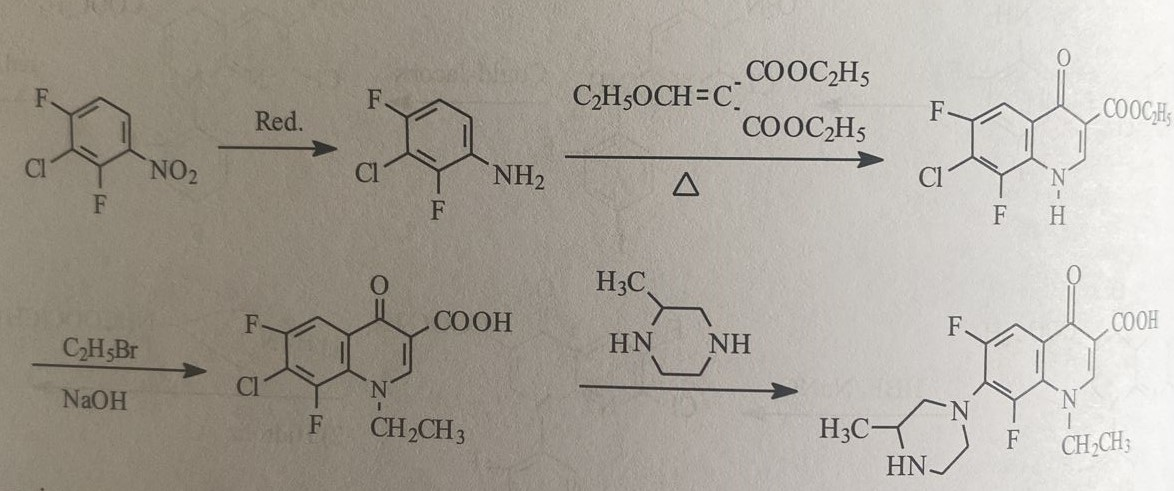 F
Cl
F
NO2
Red.
F
Cl
F
NH2
C2H5OCH=C
COOC2H5
COOC2H5
△
O
F
COOC2H5
Cl
F
N
H
C2H5Br
NaOH
O
F
COOH
Cl
F
N
CH2CH3
H3C
HN
NH
O
F
COOH
N
N
H3C
F
CH2CH3
HN